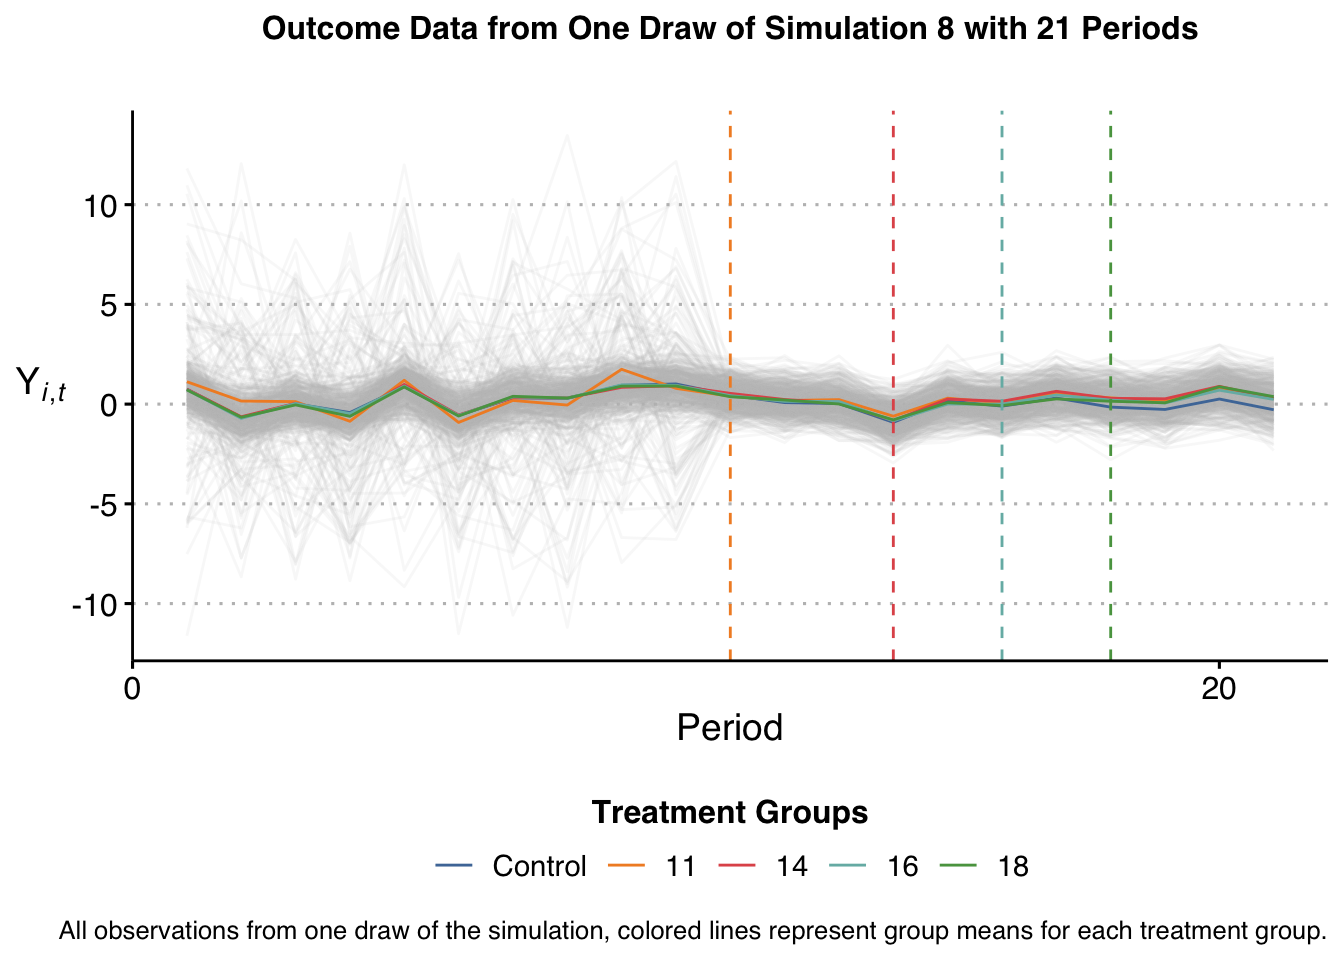 Outcome Data from One Draw of Simulation 8 with 21 Periods
10
5
0
-5
-10
Yi,t
0 20
Period
Treatment Groups
Control 11 14 16 18
All observations from one draw of the simulation, colored lines represent group means for each treatment group.